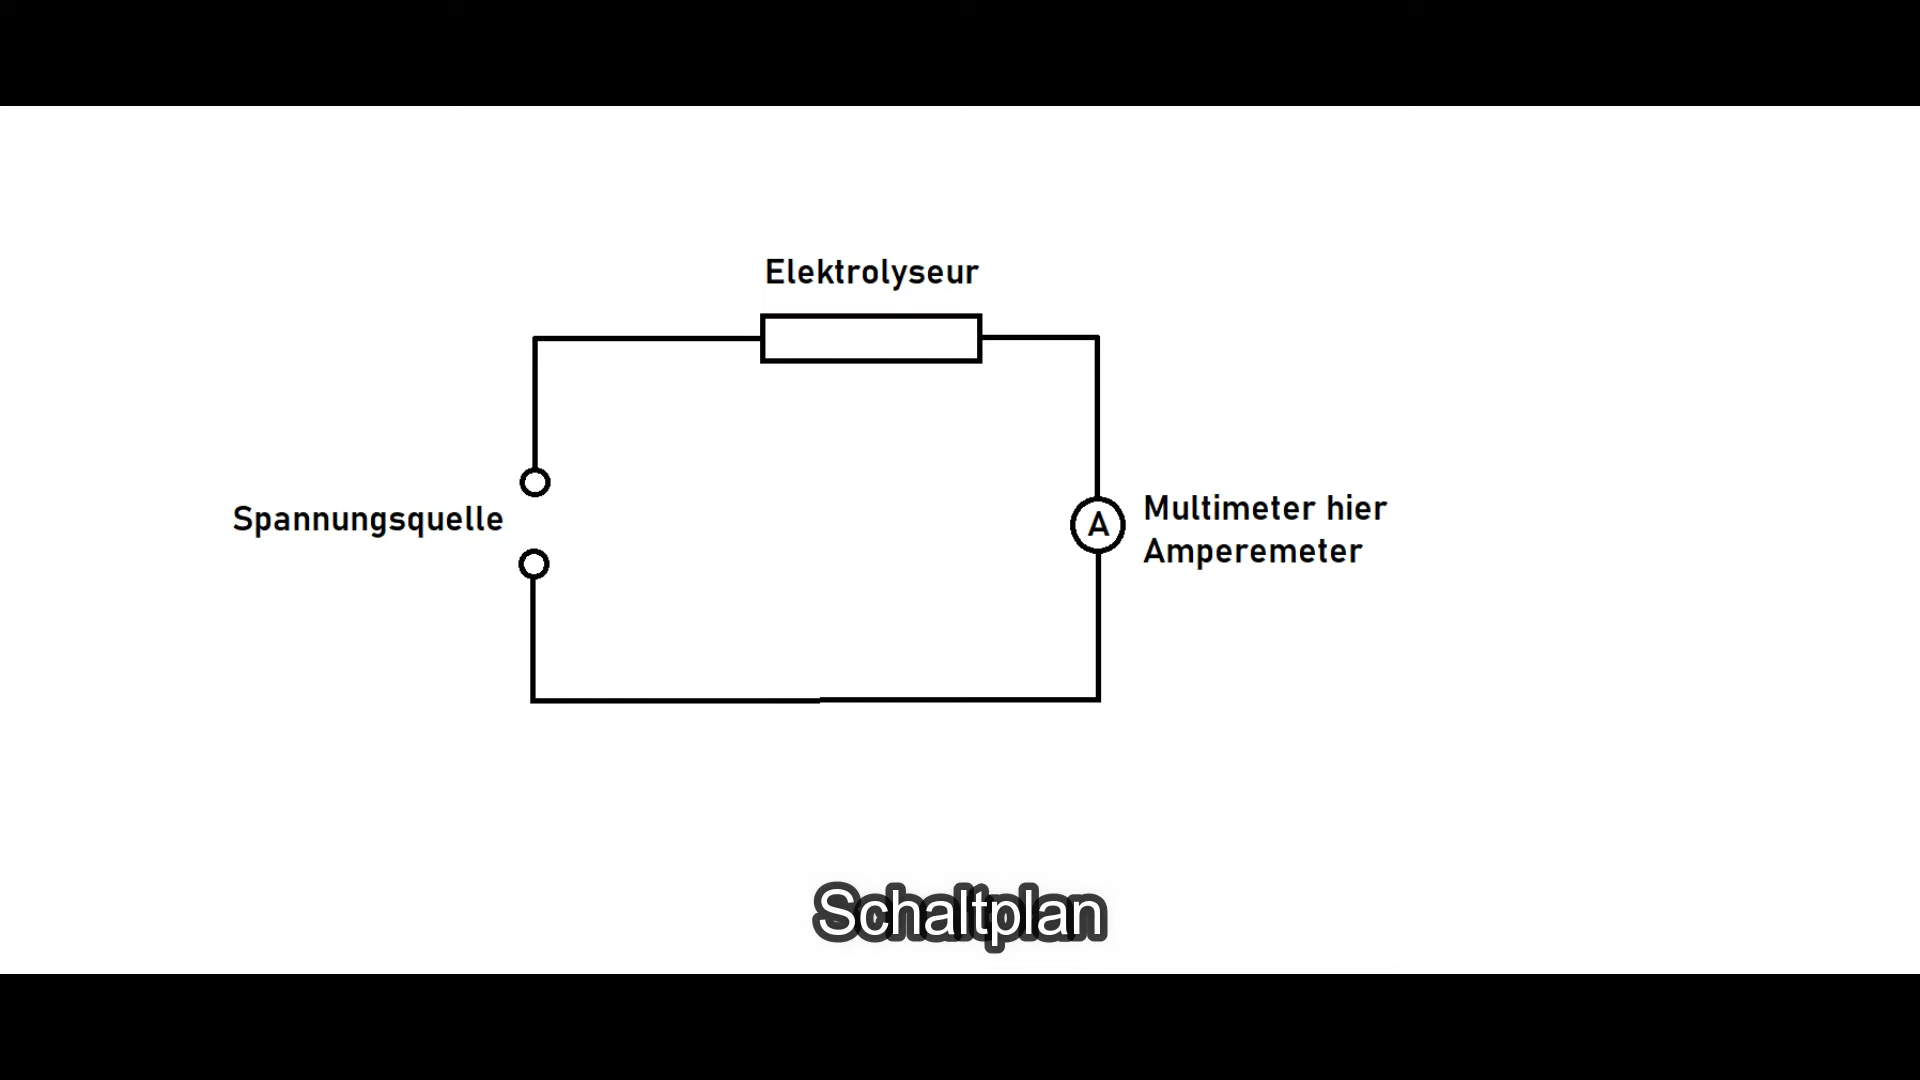 Elektrolyseur
Spannungsquelle
A
Multimeter hier
Amperemeter
Schaltplan